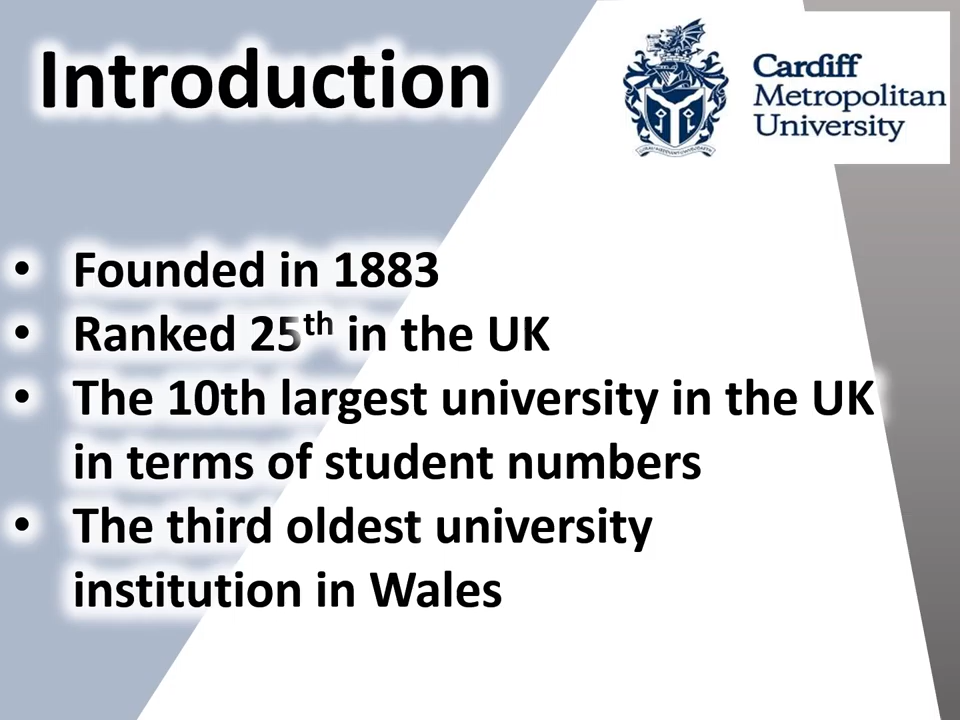 Introduction
Cardiff
Metropolitan
University
• Founded in 1883
• Ranked 25th in the UK
• The 10th largest university in the UK
in terms of student numbers
• The third oldest university
institution in Wales